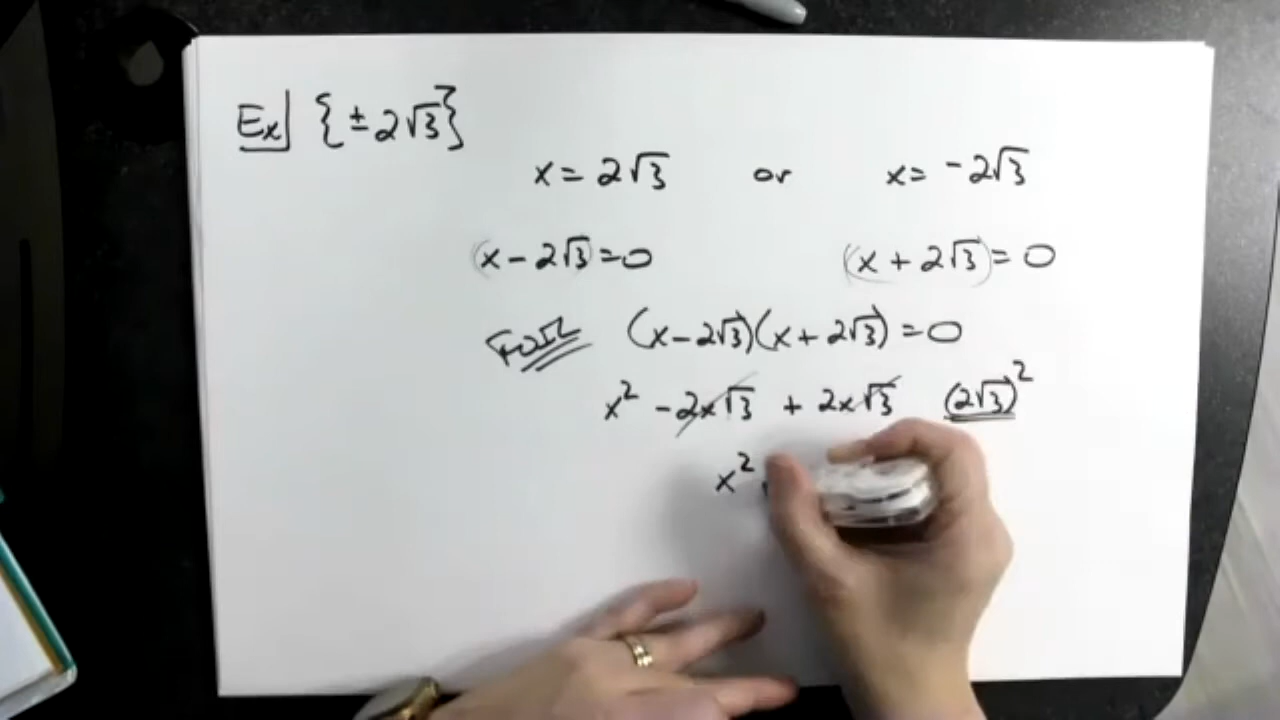 Ex {± 2√3}
x = 2√3 or x = -2√3
(x - 2√3) = 0 (x + 2√3) = 0
FOIL (x - 2√3)(x + 2√3) = 0
x² - 2x√3 + 2x√3 (2√3)²
x²